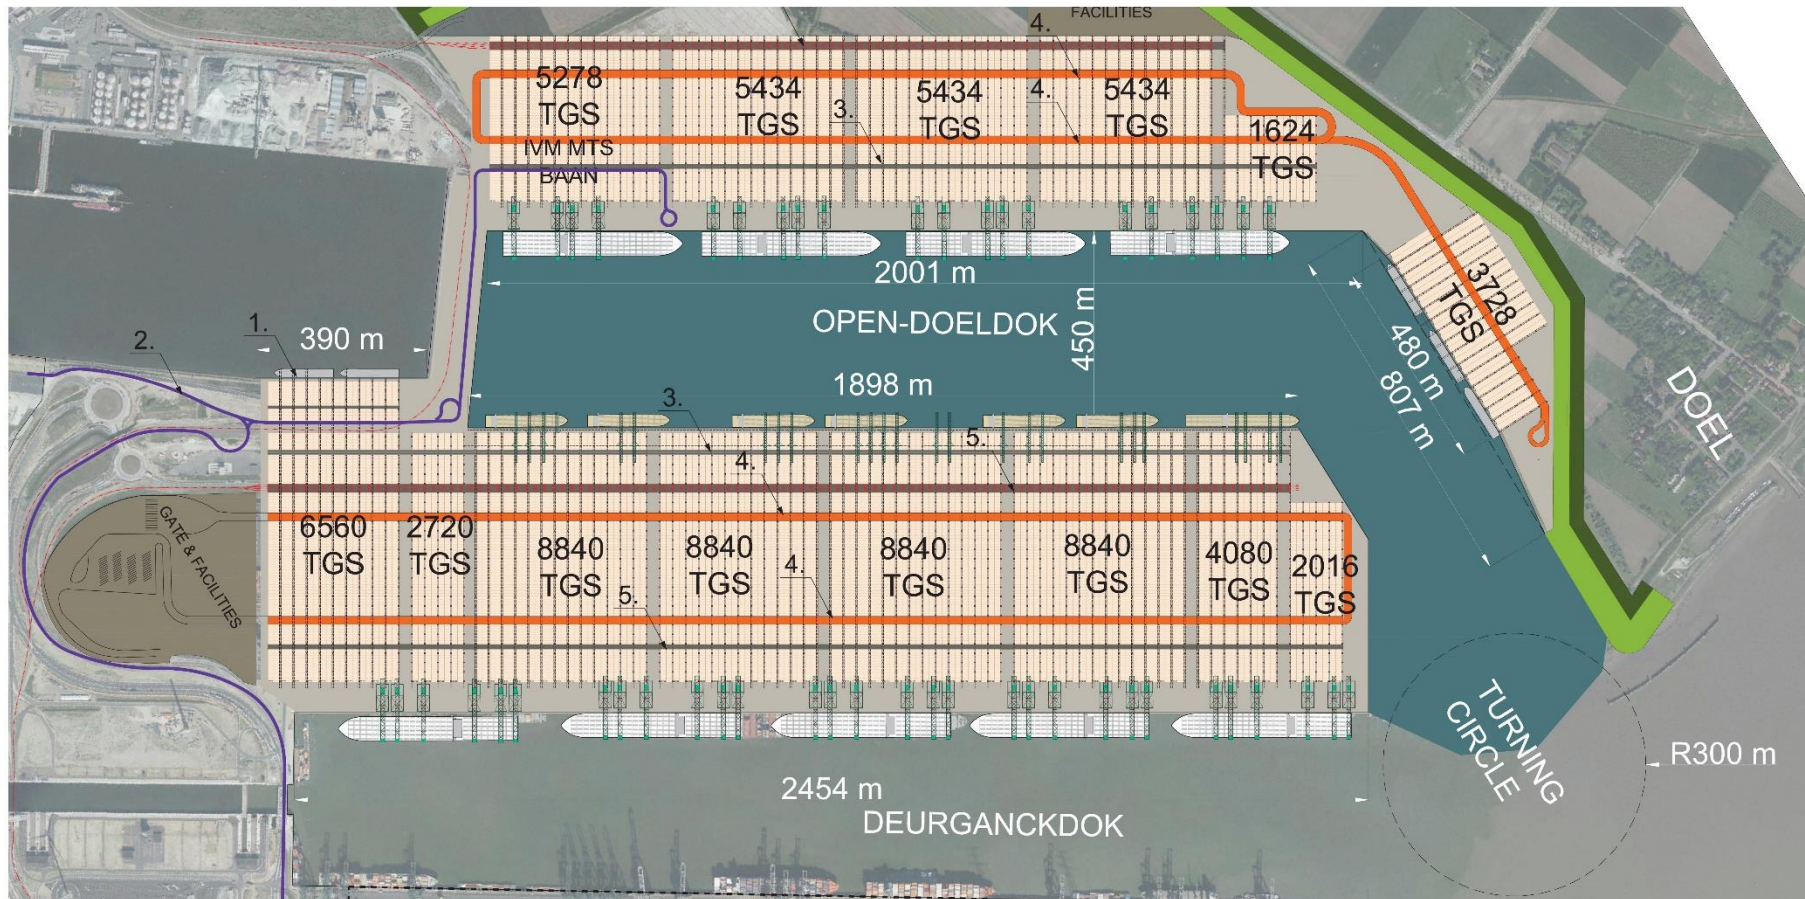 FACILITIES
4.
5278
TGS
5434
TGS
5434
TGS
5434
TGS
4.
3.
1624
TGS
IVM MTS
BAAN
2001 m
3728
TGS
OPEN-DOELDOK
450 m
480 m
807 m
1.
390 m
2.
1898 m
DOEL
3.
5.
4.
GATE & FACILITIES
6560
TGS
2720
TGS
8840
TGS
8840
TGS
8840
TGS
8840
TGS
4080
TGS
2016
TGS
4.
5.
TURNING
CIRCLE
R300 m
2454 m
DEURGANCKDOK